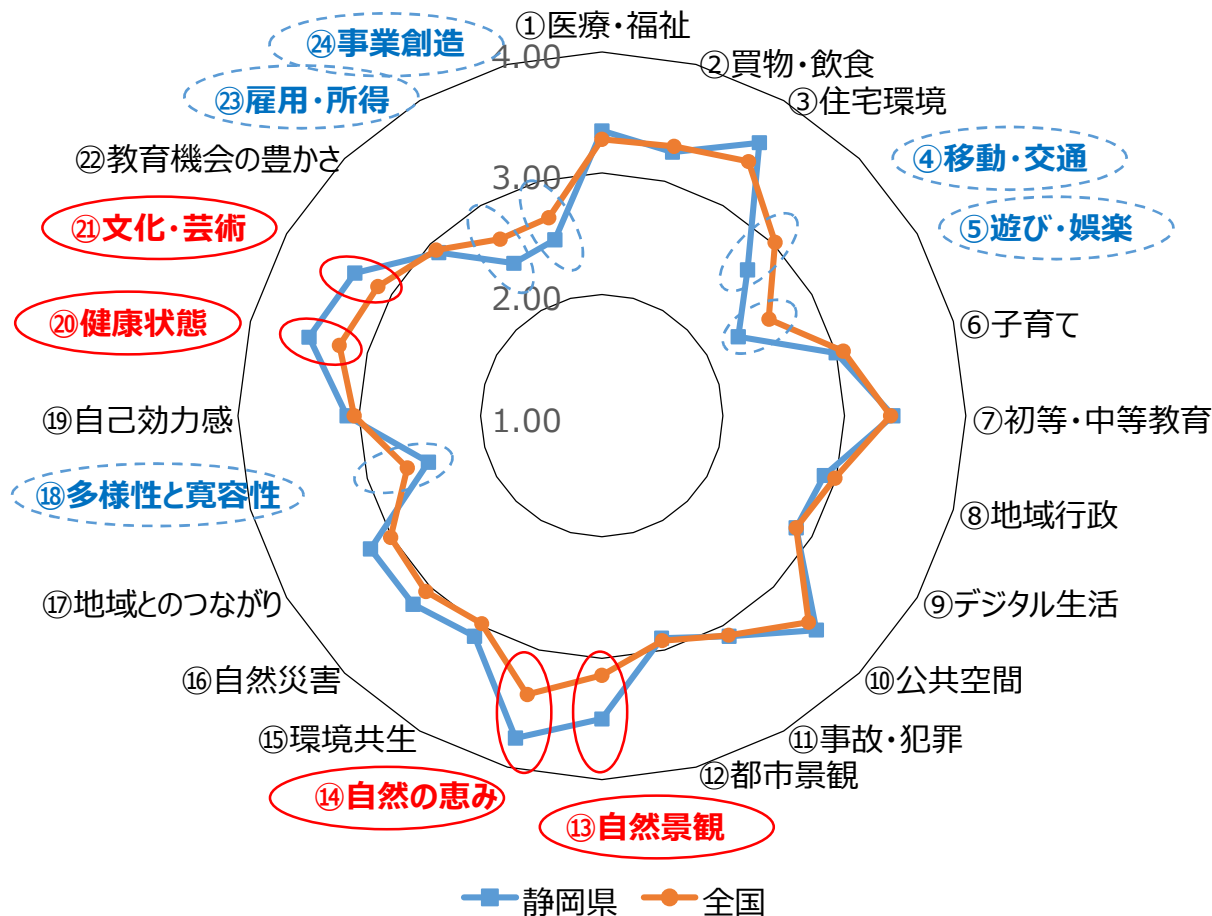 ①医療・福祉
②買物・飲食
③住宅環境
④移動・交通
⑤遊び・娯楽
⑥子育て
⑦初等・中等教育
⑧地域行政
⑨デジタル生活
⑩公共空間
⑪事故・犯罪
⑫都市景観
⑬自然景観
⑭自然の恵み
⑮環境共生
⑯自然災害
⑰地域とのつながり
⑱多様性と寛容性
⑲自己効力感
⑳健康状態
㉑文化・芸術
㉒教育機会の豊かさ
㉓雇用・所得
㉔事業創造
4.00
3.00
2.00
1.00
静岡県
全国